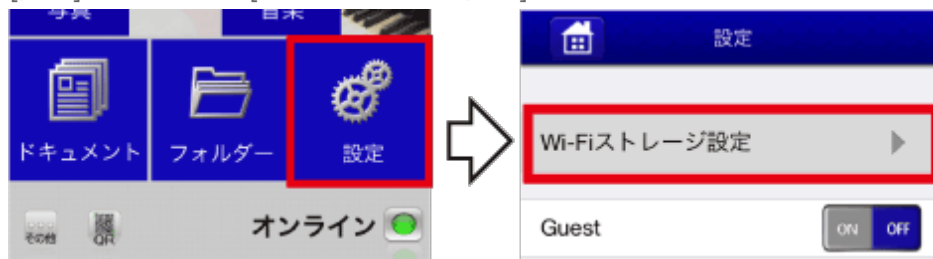 写真
音楽
ドキュメント
フォルダー
設定
その他
QR
オンライン
設定
Wi-Fiストレージ設定
Guest
ON
OFF